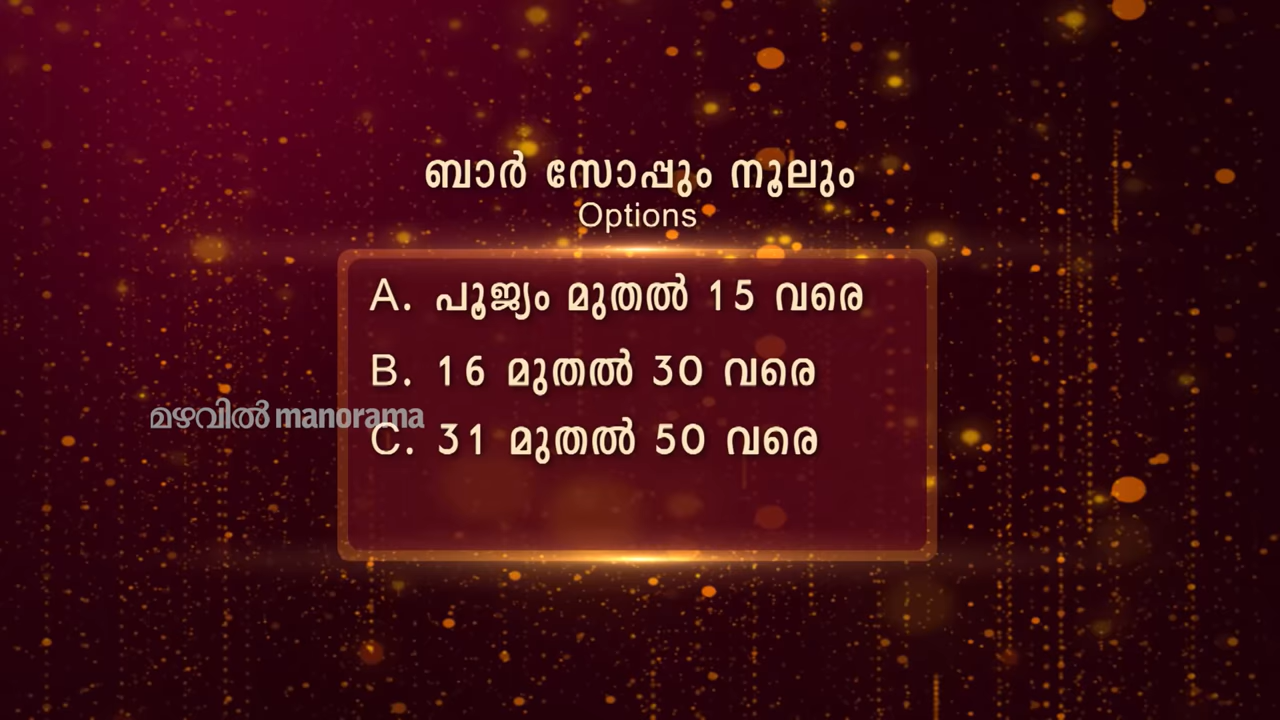 ബാർ സോപ്പും നൂലും
Options
A. പൂജ്യം മുതൽ 15 വരെ
B. 16 മുതൽ 30 വരെ
മഴവിൽ manorama
C. 31 മുതൽ 50 വരെ